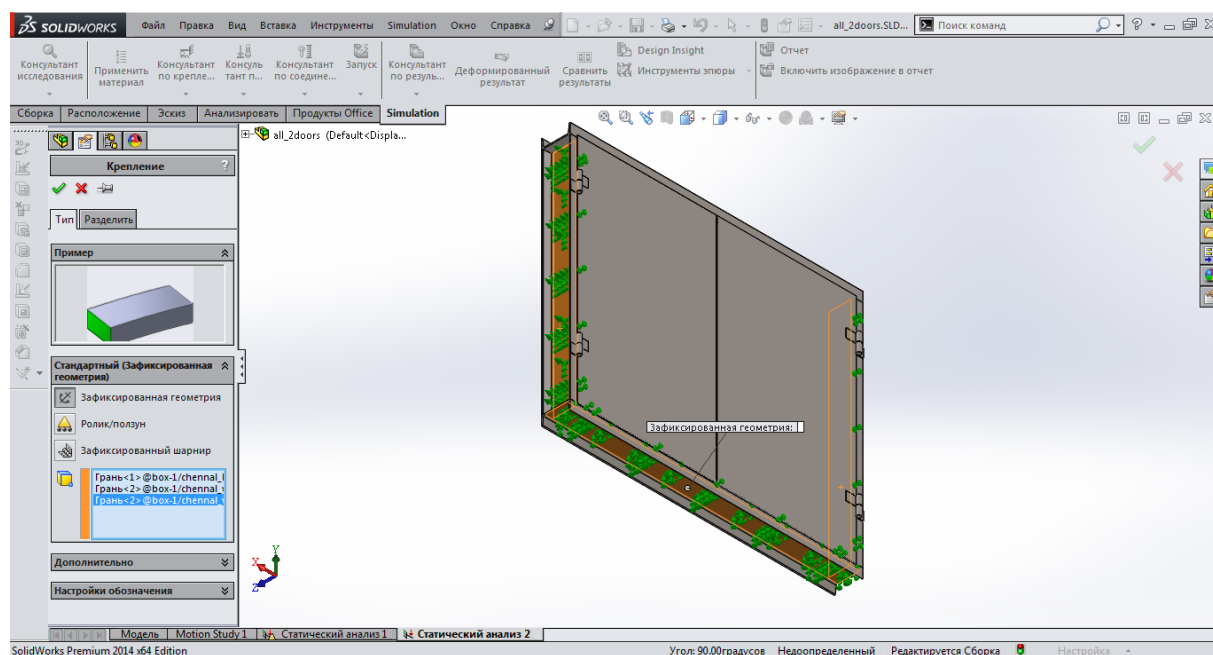 SOLIDWORKS Файл Правка Вид Вставка Инструменты Simulation Окно Справка all_2doors.SLD... Поиск команд
Консультант исследования
Применить материал
Консультант по крепле...
Консуль тант п...
Консультант по соедине...
Запуск
Консультант по резуль...
Деформированный результат
Сравнить результаты
Design Insight
Инструменты эпюры
Отчет
Включить изображение в отчет
Сборка Расположение Эскиз Анализировать Продукты Office Simulation
all_2doors (Default<Displa...
Крепление ?
Тип Разделить
Пример
Стандартный (Зафиксированная геометрия)
Зафиксированная геометрия
Ролик/ползун
Зафиксированный шарнир
Грань<1>@box-1/chennal_l
Грань<2>@box-1/chennal_v
Грань<2>@box-1/chennal_v
Дополнительно
Настройки обозначения
Зафиксированная геометрия:
Y
X
Z
Модель Motion Study 1 Статический анализ 1 Статический анализ 2
SolidWorks Premium 2014 x64 Edition Угол: 90.00градусов Недоопределенный Редактируется Сборка Настройка